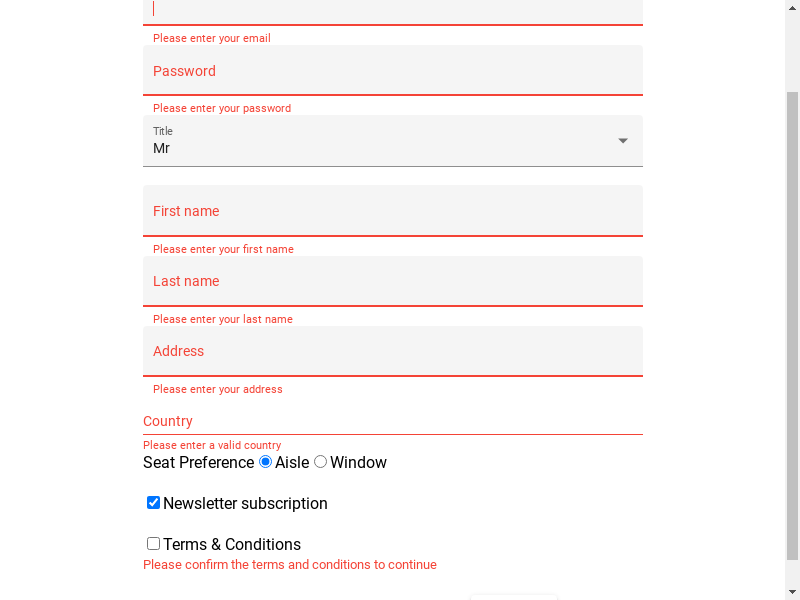 Please enter your email
Password
Please enter your password
Title
Mr
First name
Please enter your first name
Last name
Please enter your last name
Address
Please enter your address
Country
Please enter a valid country
Seat Preference Aisle Window
Newsletter subscription
Terms & Conditions
Please confirm the terms and conditions to continue